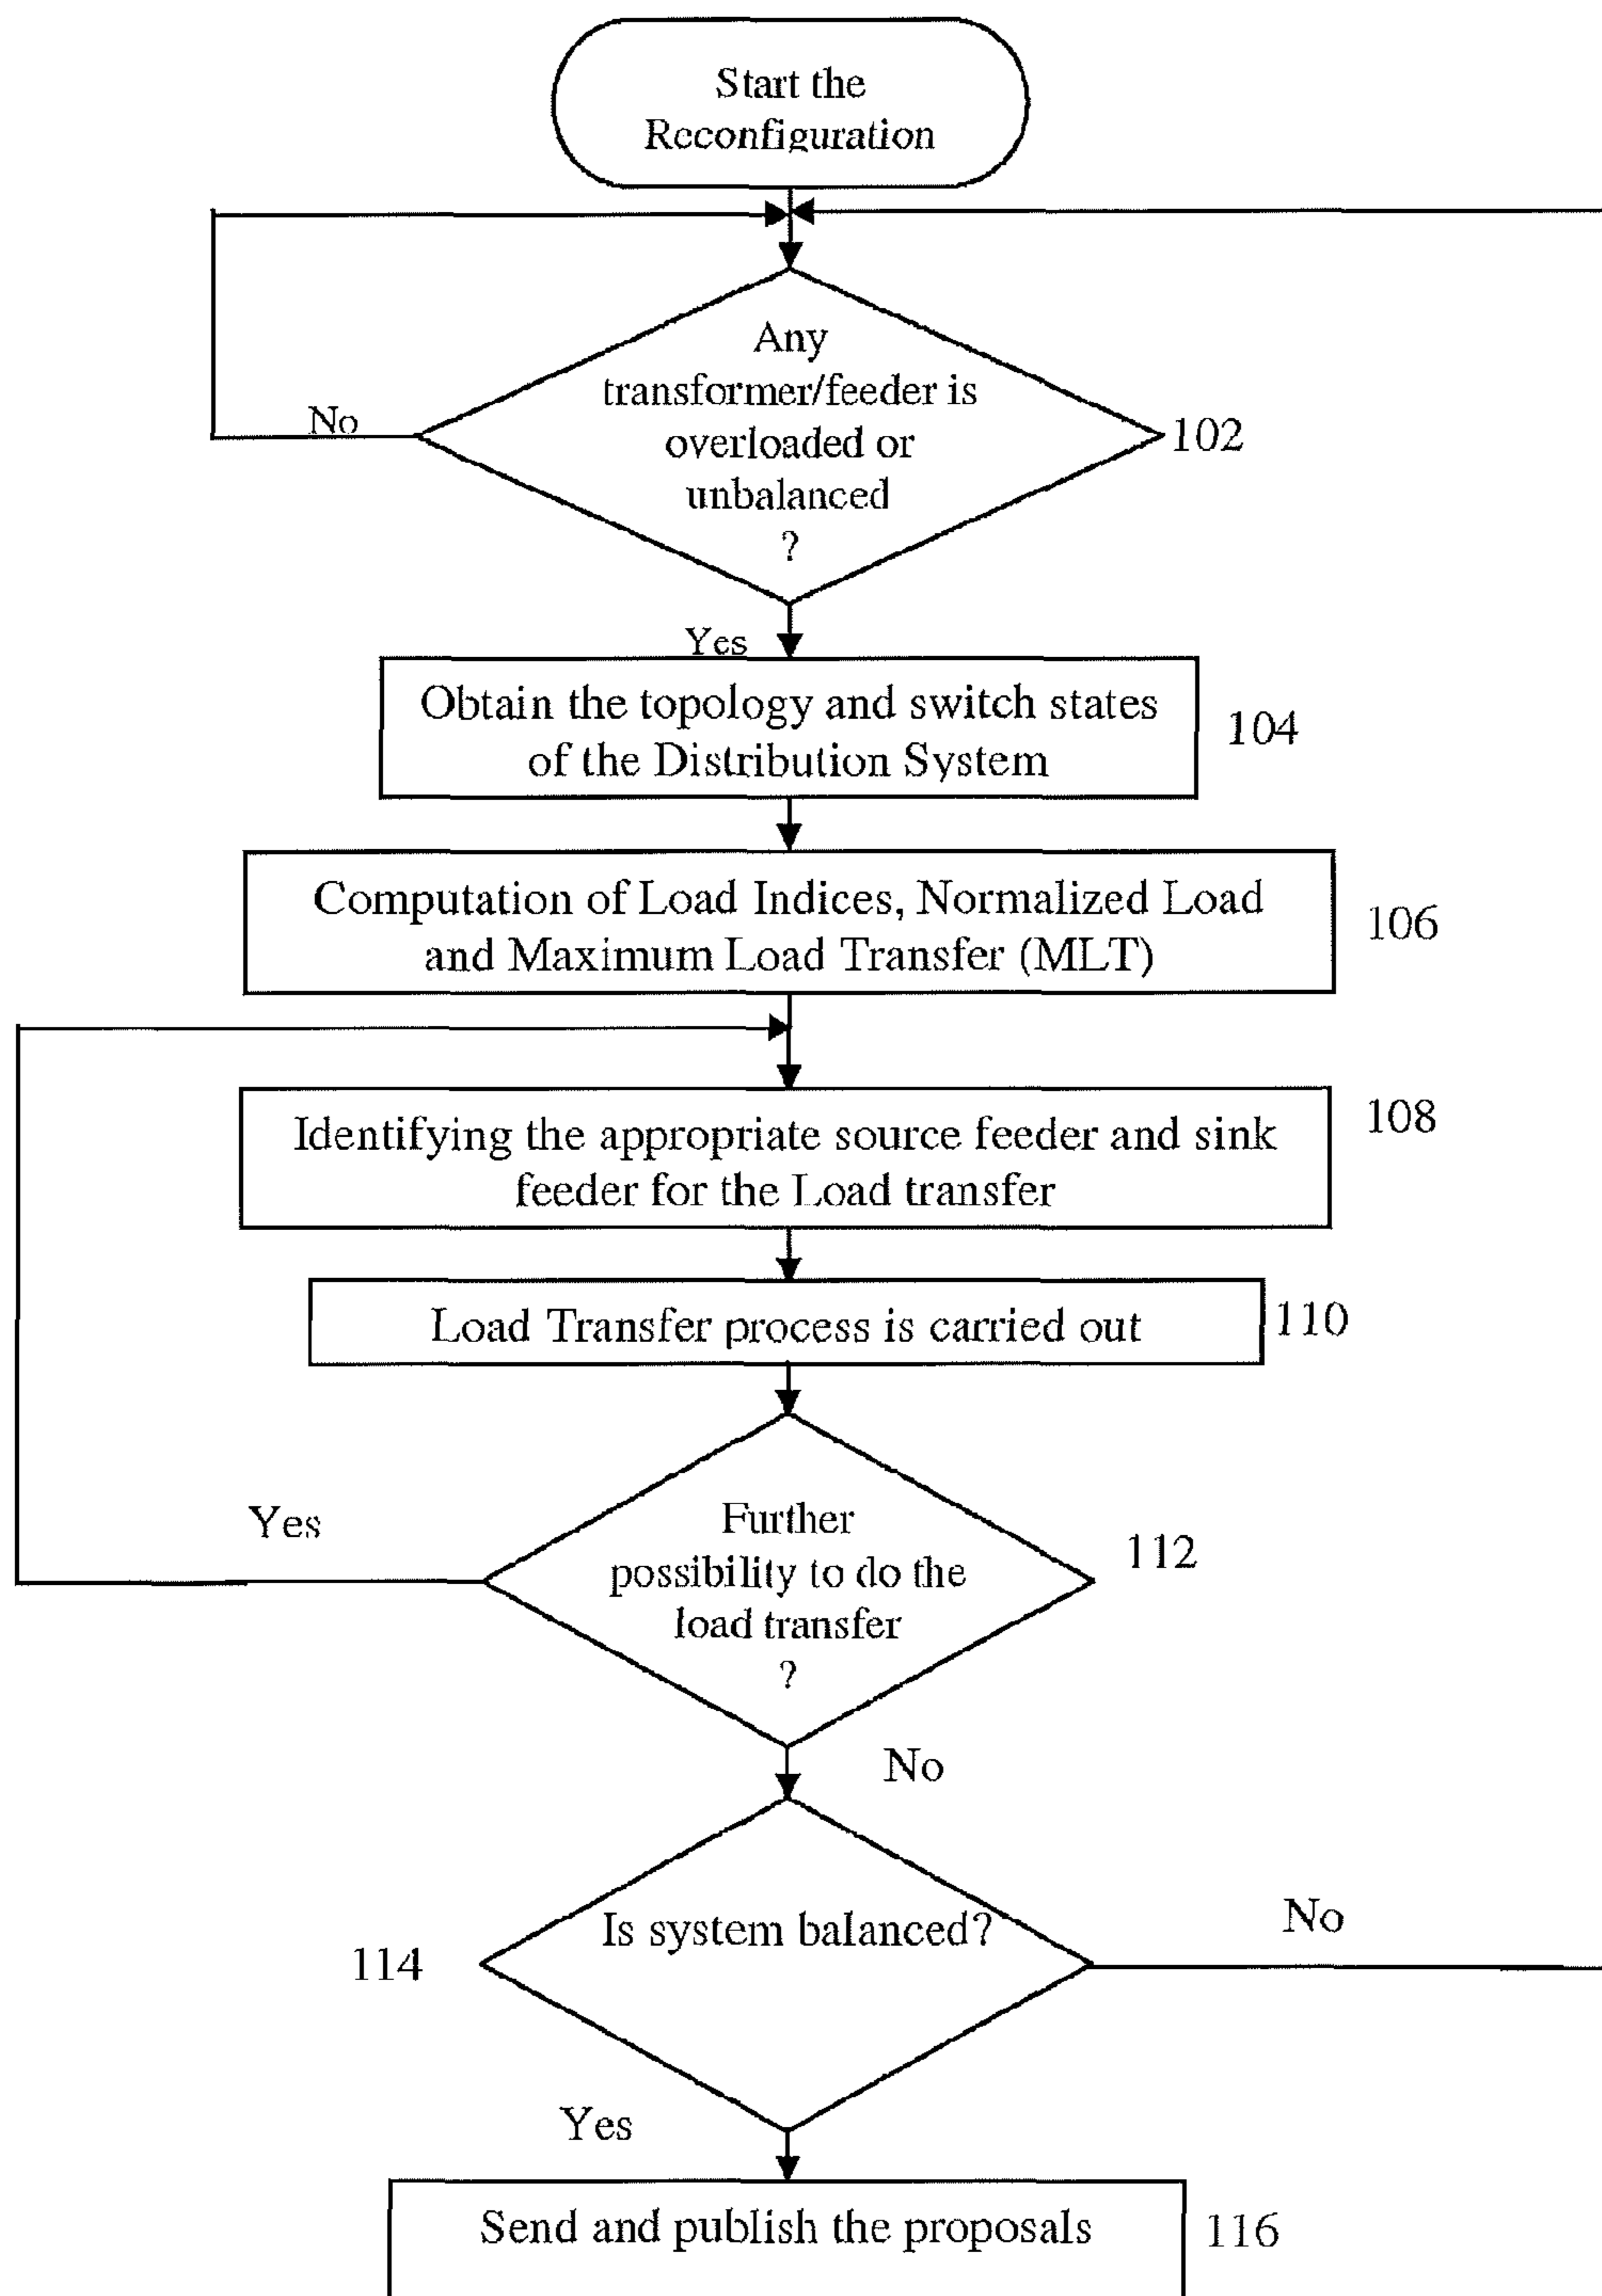 Start the
Reconfiguration
Any
transformer/feeder is
overloaded or
unbalanced
?
No
102
Yes
Obtain the topology and switch states
of the Distribution System
104
Computation of Load Indices, Normalized Load
and Maximum Load Transfer (MLT)
106
Identifying the appropriate source feeder and sink
feeder for the Load transfer
108
Load Transfer process is carried out
110
Yes
Further
possibility to do the
load transfer
?
112
No
Is system balanced?
No
114
Yes
Send and publish the proposals
116